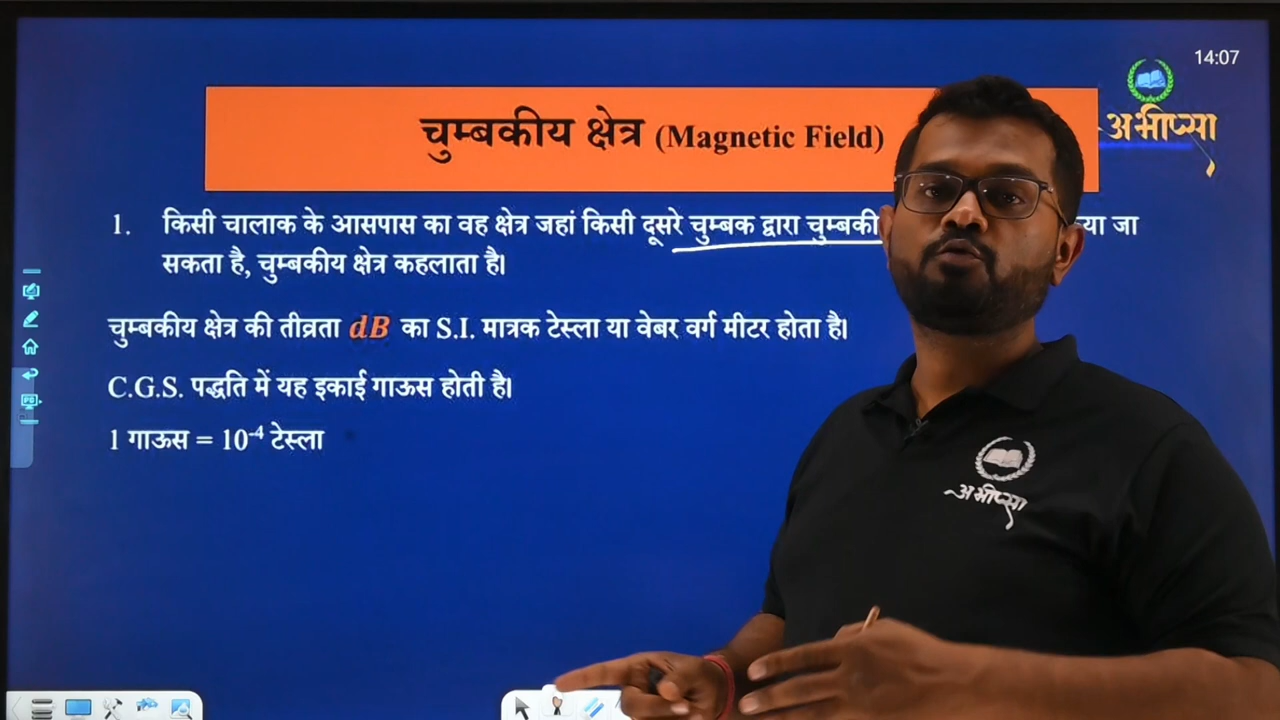 14:07
चुम्बकीय क्षेत्र (Magnetic Field)
अभीप्सा
1. किसी चालाक के आसपास का वह क्षेत्र जहां किसी दूसरे चुम्बक द्वारा जा
सकता है, चुम्बकीय क्षेत्र कहलाता है।
चुम्बकीय क्षेत्र की तीव्रता dB का S.I. मात्रक टेस्ला या वेबर वर्ग मीटर होता है।
C.G.S. पद्धति में यह इकाई गाऊस होती है।
1 गाऊस = 10⁻⁴ टेस्ला
अभीप्सा